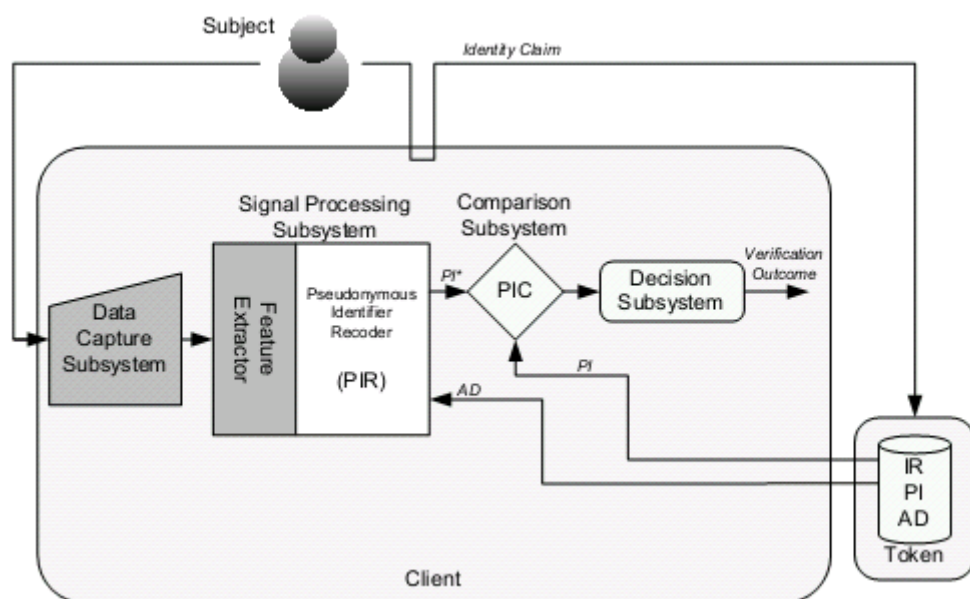 Subject
Identity Claim
Signal Processing
Subsystem
Comparison
Subsystem
Data
Capture
Subsystem
Feature
Extractor
Pseudonymous
Identifier
Recoder
(PIR)
PI*
PIC
Decision
Subsystem
Verification
Outcome
PI
AD
IR
PI
AD
Token
Client